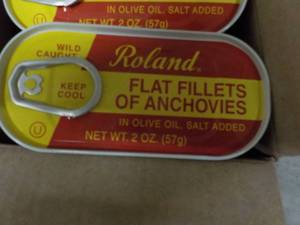 IN OLIVE OIL, SALT ADDED
NET WT. 2 OZ. (57g)
WILD
CAUGHT
Roland®
KEEP
COOL
FLAT FILLETS
OF ANCHOVIES
IN OLIVE OIL, SALT ADDED
U
NET WT. 2 OZ. (57g)